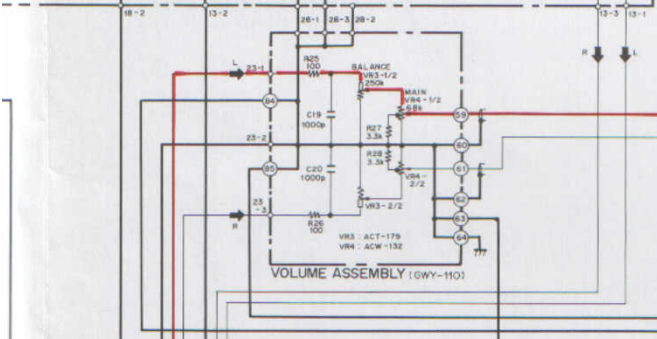 18-2
13-2
26-1
26-3
28-2
13-3
13-1
L
23-1
R25
100
BALANCE
VR3-1/2
250k
R
L
MAIN
VR4-1/2
68k
84
C19
1000p
59
R27
3.3k
23-2
60
R28
3.3k
85
C20
1000p
61
VR4-
2/2
23
-3
VR3-2/2
62
R
R26
100
63
VR3 : ACT-179
VR4 : ACW-132
64
VOLUME ASSEMBLY (GWY-110)